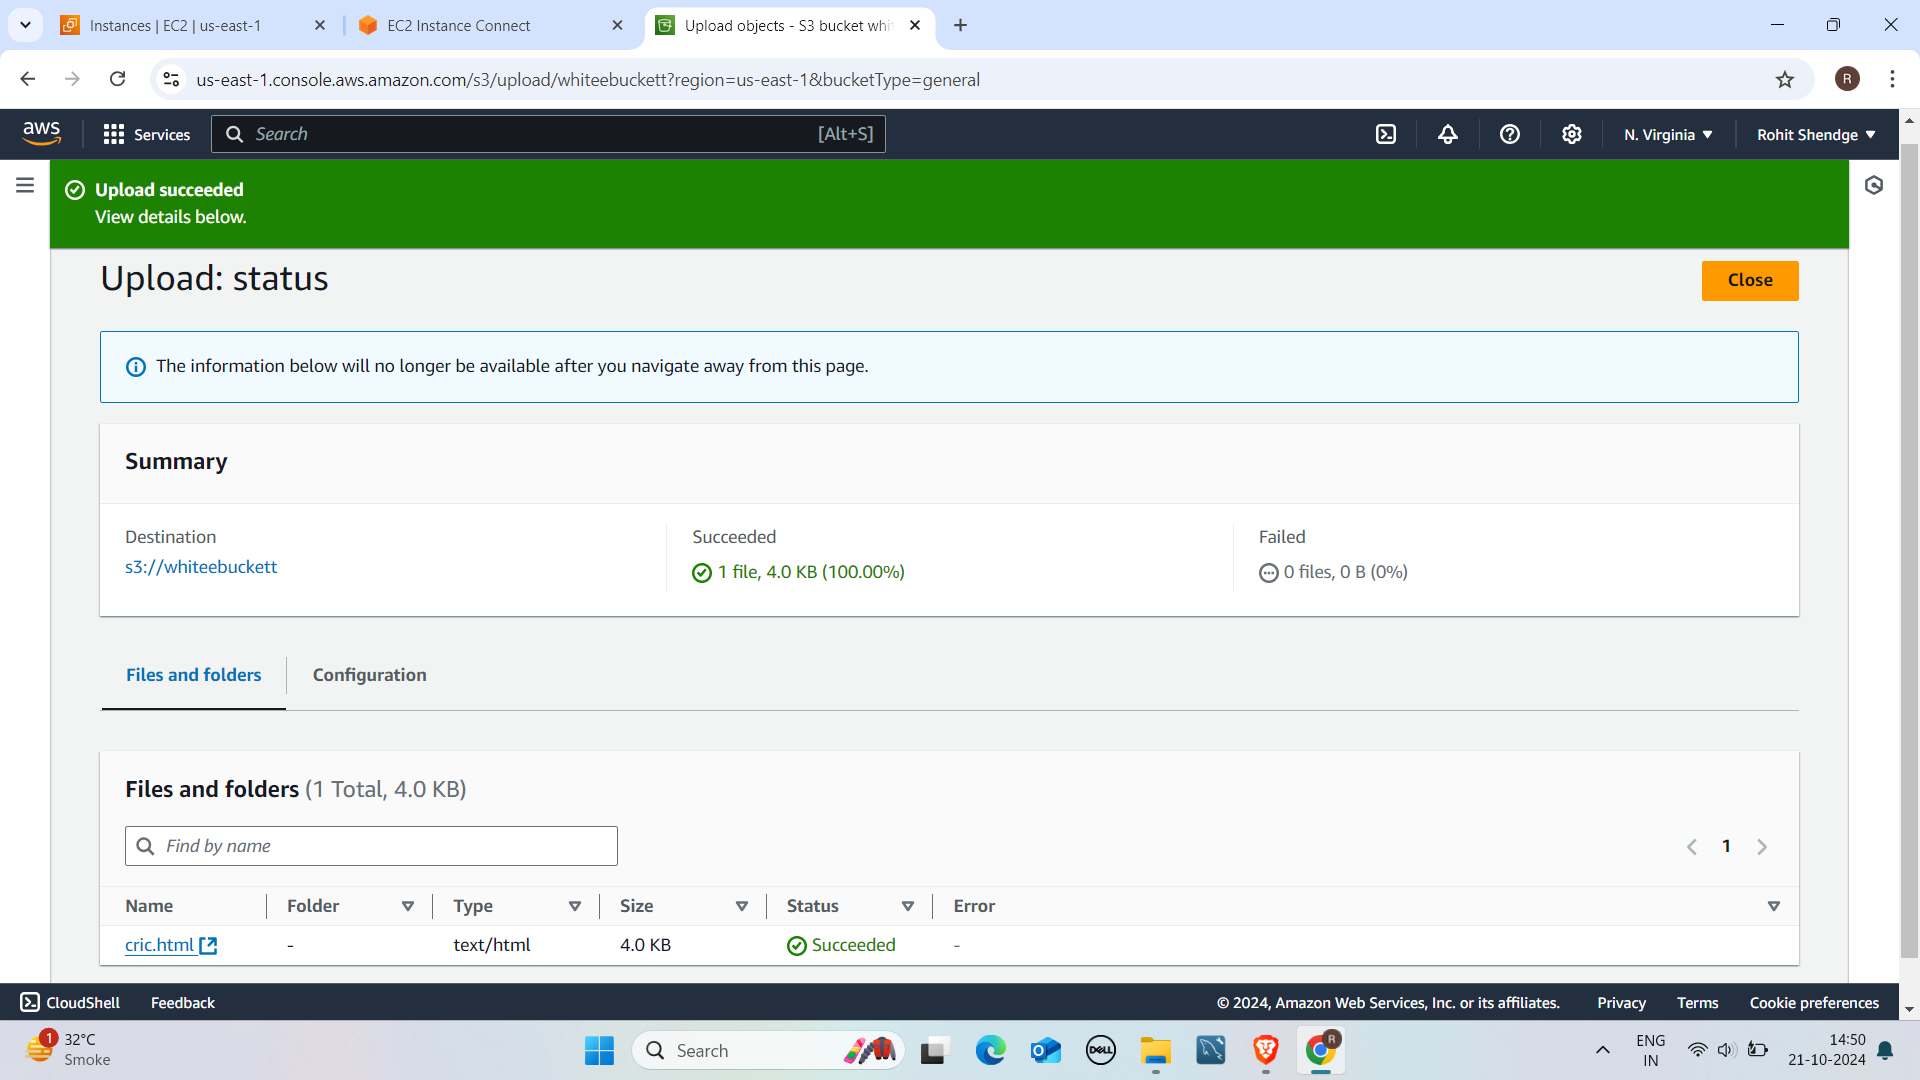 Instances | EC2 | us-east-1
EC2 Instance Connect
Upload objects - S3 bucket whi
us-east-1.console.aws.amazon.com/s3/upload/whiteebuckett?region=us-east-1&bucketType=general
R
aws
Services
Search
[Alt+S]
N. Virginia
Rohit Shendge
Upload succeeded
View details below.
Upload: status
Close
The information below will no longer be available after you navigate away from this page.
Summary
Destination
s3://whiteebuckett
Succeeded
1 file, 4.0 KB (100.00%)
Failed
0 files, 0 B (0%)
Files and folders
Configuration
Files and folders (1 Total, 4.0 KB)
Find by name
1
Name Folder Type Size Status Error
cric.html - text/html 4.0 KB Succeeded -
CloudShell
Feedback
© 2024, Amazon Web Services, Inc. or its affiliates.
Privacy
Terms
Cookie preferences
1
32°C
Smoke
Search
DELL
R
ENG
IN
14:50
21-10-2024